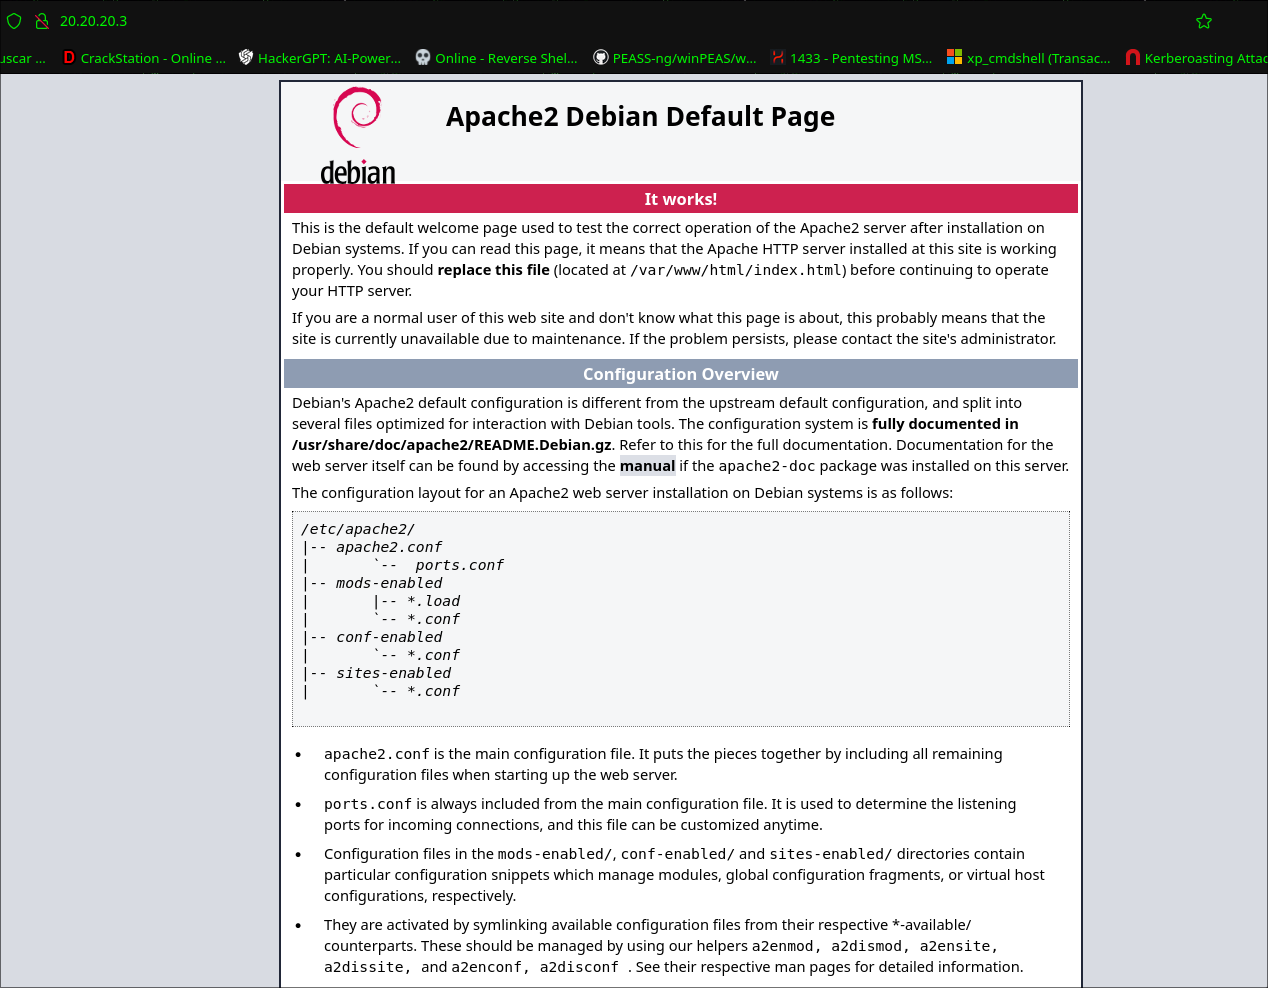 20.20.20.3
uscar ...
CrackStation - Online ...
HackerGPT: AI-Power...
Online - Reverse Shel...
PEASS-ng/winPEAS/w...
1433 - Pentesting MS...
xp_cmdshell (Transac...
Kerberoasting Attac
debian
Apache2 Debian Default Page
It works!
This is the default welcome page used to test the correct operation of the Apache2 server after installation on
Debian systems. If you can read this page, it means that the Apache HTTP server installed at this site is working
properly. You should replace this file (located at /var/www/html/index.html) before continuing to operate
your HTTP server.
If you are a normal user of this web site and don't know what this page is about, this probably means that the
site is currently unavailable due to maintenance. If the problem persists, please contact the site's administrator.
Configuration Overview
Debian's Apache2 default configuration is different from the upstream default configuration, and split into
several files optimized for interaction with Debian tools. The configuration system is fully documented in
/usr/share/doc/apache2/README.Debian.gz. Refer to this for the full documentation. Documentation for the
web server itself can be found by accessing the manual if the apache2-doc package was installed on this server.
The configuration layout for an Apache2 web server installation on Debian systems is as follows:
/etc/apache2/
|-- apache2.conf
|       `--  ports.conf
|-- mods-enabled
|       |-- *.load
|       `-- *.conf
|-- conf-enabled
|       `-- *.conf
|-- sites-enabled
|       `-- *.conf
• apache2.conf is the main configuration file. It puts the pieces together by including all remaining
configuration files when starting up the web server.
• ports.conf is always included from the main configuration file. It is used to determine the listening
ports for incoming connections, and this file can be customized anytime.
• Configuration files in the mods-enabled/, conf-enabled/ and sites-enabled/ directories contain
particular configuration snippets which manage modules, global configuration fragments, or virtual host
configurations, respectively.
• They are activated by symlinking available configuration files from their respective *-available/
counterparts. These should be managed by using our helpers a2enmod, a2dismod, a2ensite,
a2dissite, and a2enconf, a2disconf . See their respective man pages for detailed information.